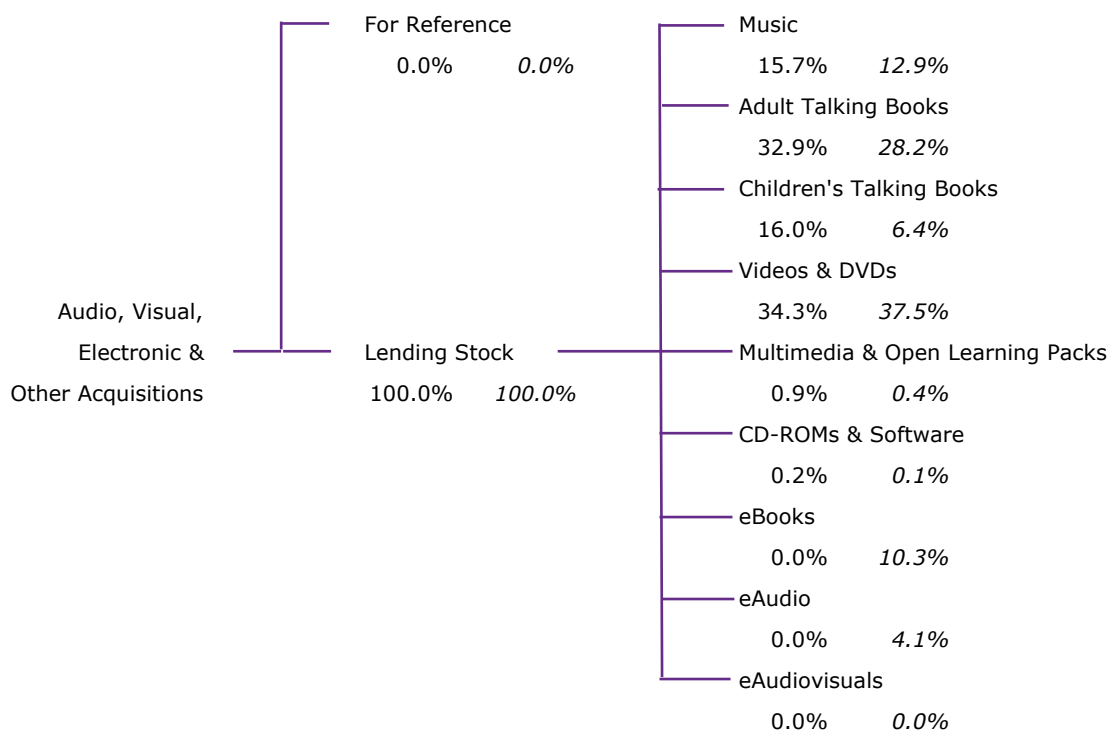 For Reference
0.0% 0.0%
Audio, Visual,
Electronic &
Other Acquisitions
Lending Stock
100.0% 100.0%
Music
15.7% 12.9%
Adult Talking Books
32.9% 28.2%
Children's Talking Books
16.0% 6.4%
Videos & DVDs
34.3% 37.5%
Multimedia & Open Learning Packs
0.9% 0.4%
CD-ROMs & Software
0.2% 0.1%
eBooks
0.0% 10.3%
eAudio
0.0% 4.1%
eAudiovisuals
0.0% 0.0%